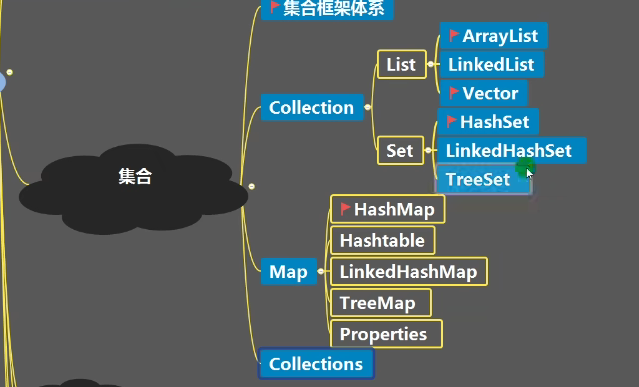 集合框架体系
ArrayList
List
LinkedList
Vector
Collection
HashSet
Set
LinkedHashSet
TreeSet
集合
HashMap
Hashtable
Map
LinkedHashMap
TreeMap
Properties
Collections